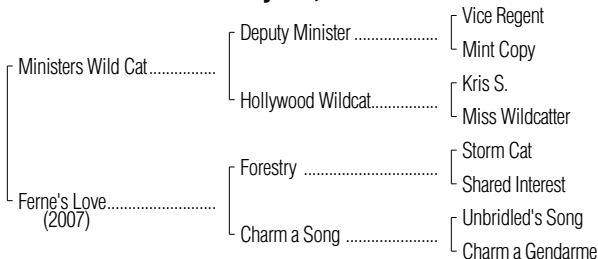 Vice Regent
Deputy Minister ..................
Mint Copy
Ministers Wild Cat...............
Kris S.
Hollywood Wildcat...............
Miss Wildcatter
Storm Cat
Forestry ..............................
Shared Interest
Ferne's Love........................
(2007)
Unbridled's Song
Charm a Song ....................
Charm a Gendarme